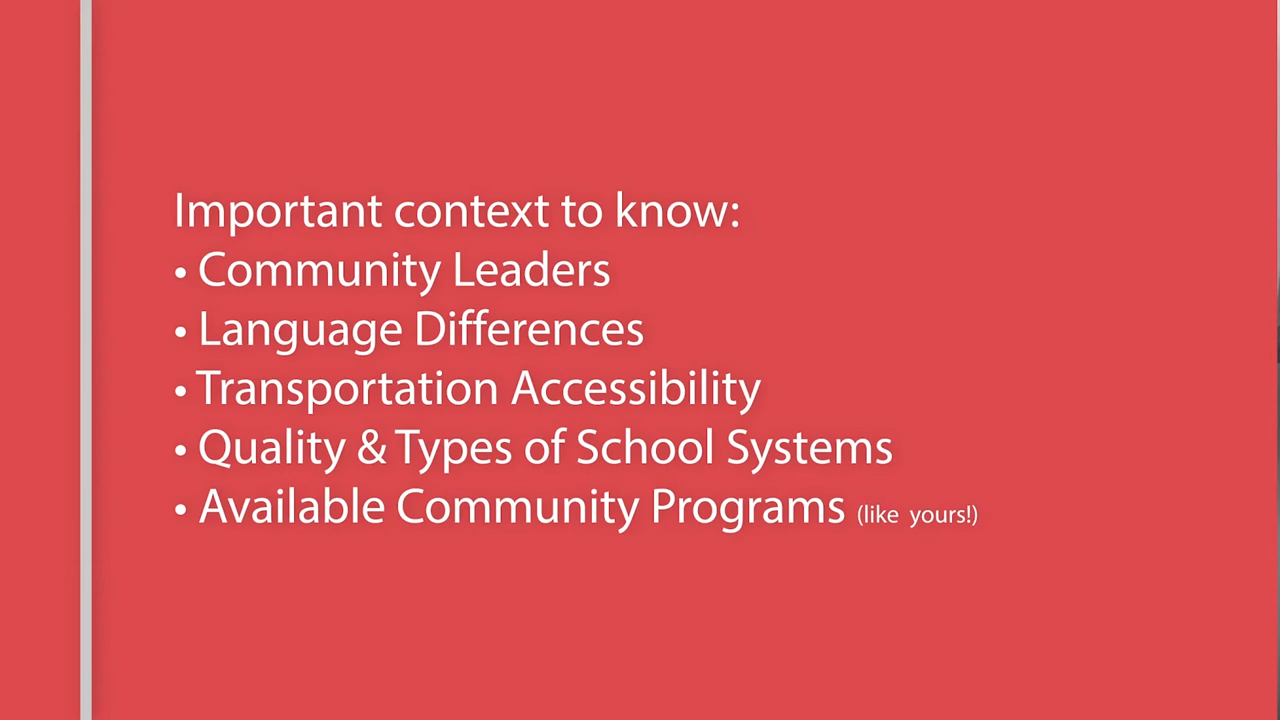 Important context to know:
• Community Leaders
• Language Differences
• Transportation Accessibility
• Quality & Types of School Systems
• Available Community Programs (like yours!)